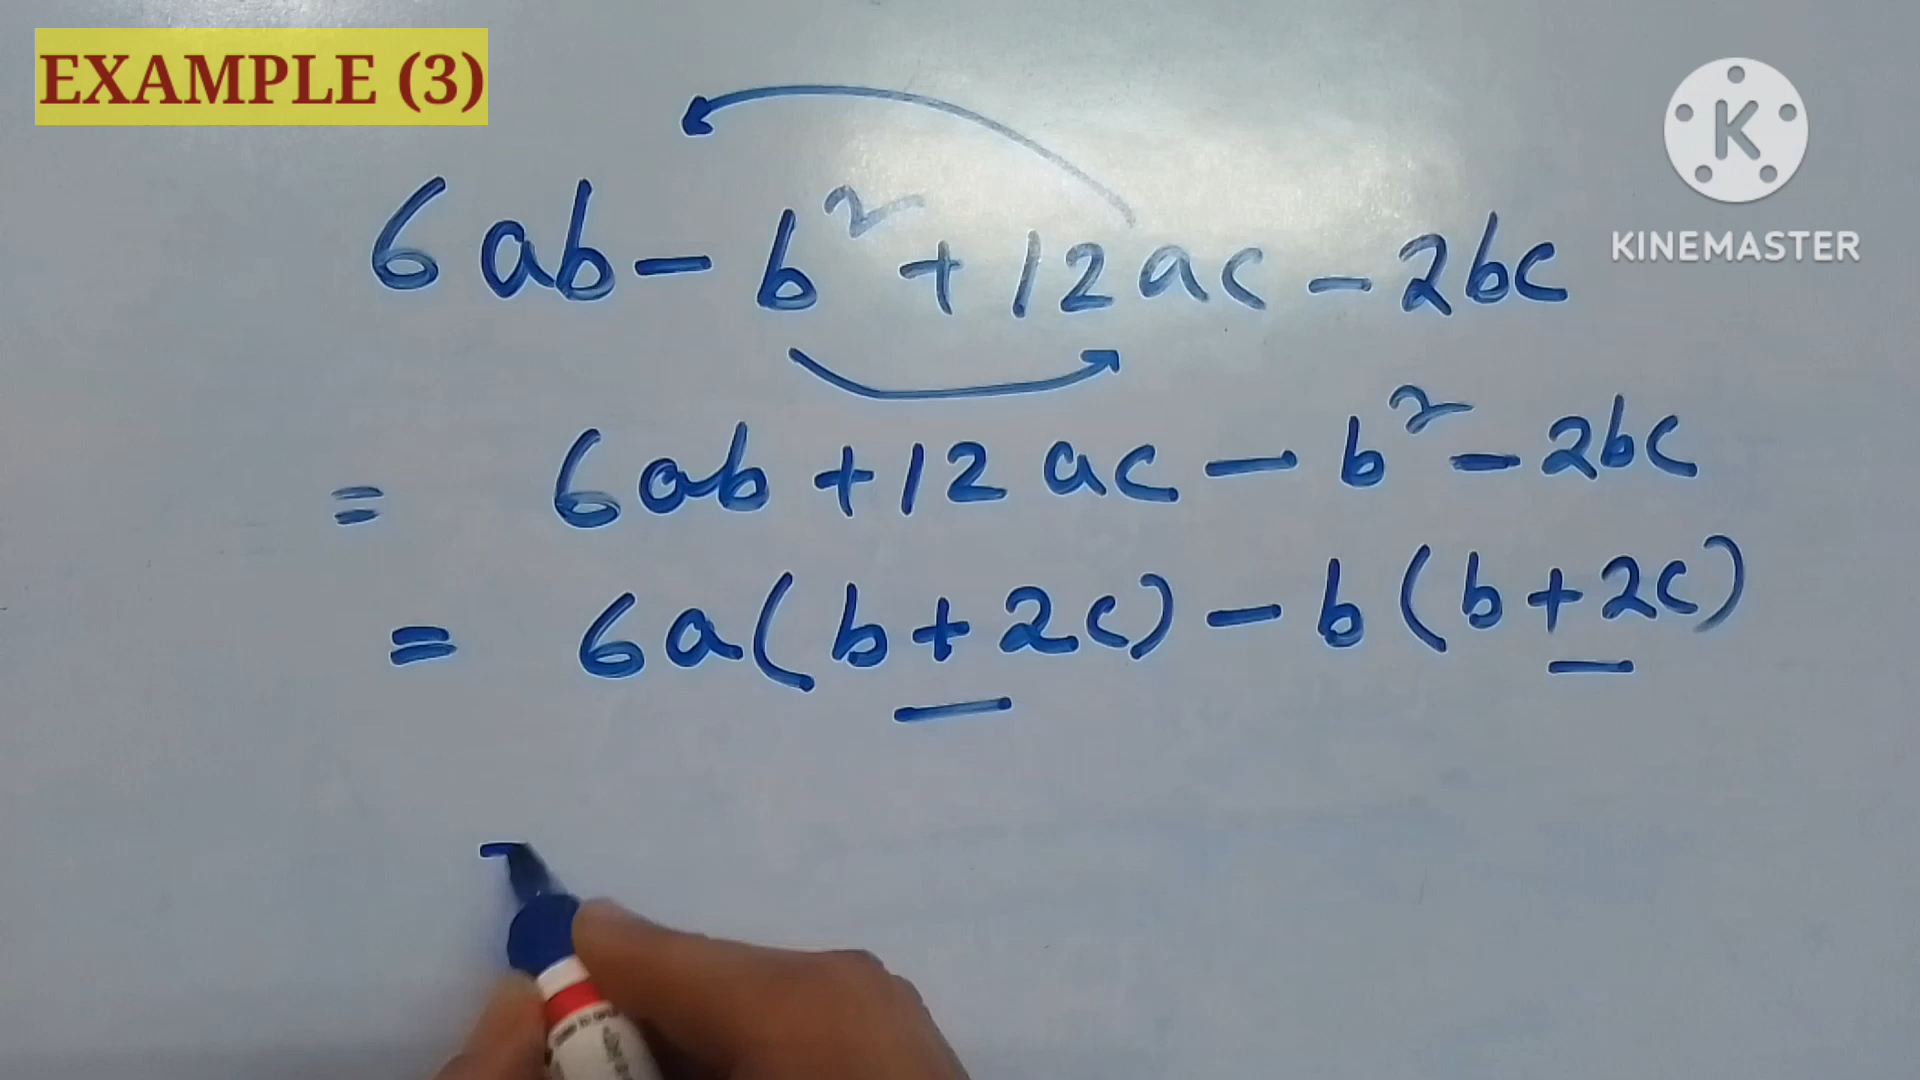 EXAMPLE (3)
K
KINEMASTER
6ab - b² + 12ac - 2bc
= 6ab + 12ac - b² - 2bc
= 6a(b + 2c) - b(b + 2c)